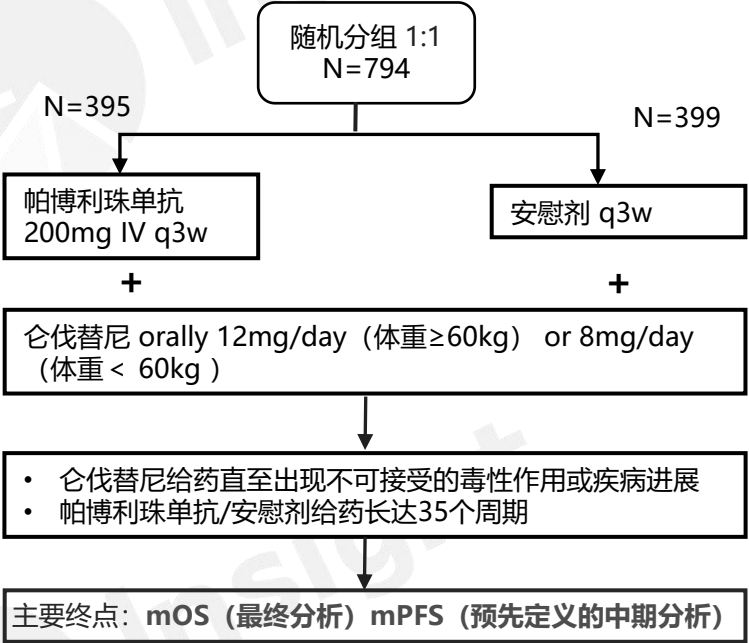 随机分组 1:1
N=794
N=395
N=399
帕博利珠单抗
200mg IV q3w
安慰剂 q3w
+
+
仑伐替尼 orally 12mg/day（体重≥60kg） or 8mg/day
（体重＜ 60kg ）
• 仑伐替尼给药直至出现不可接受的毒性作用或疾病进展
• 帕博利珠单抗/安慰剂给药长达35个周期
主要终点：mOS（最终分析）mPFS（预先定义的中期分析）
Insight